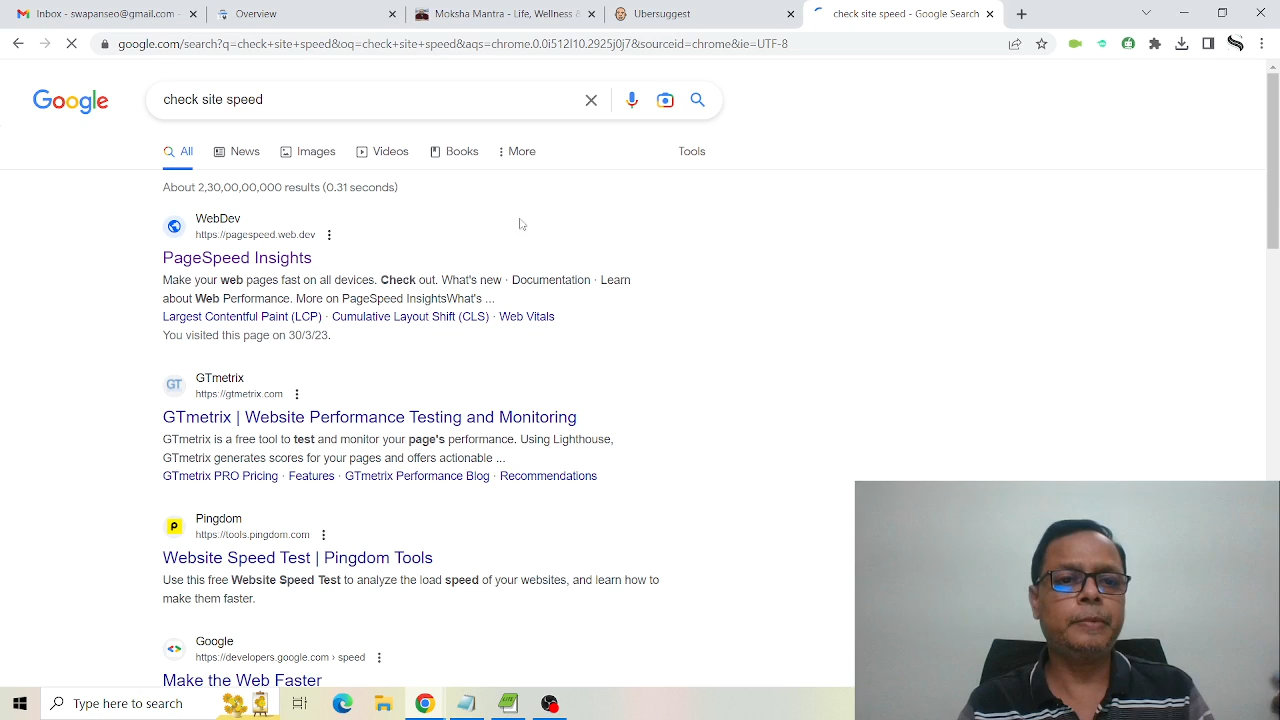 Inbox - swapanseo@gmail.com
Overview
Moksha Mantra - Life, Wellness &
Ubersuggest
check site speed - Google Search
google.com/search?q=check+site+speed&oq=check+site+speed&aqs=chrome.0.0i512l10.2925j0j7&sourceid=chrome&ie=UTF-8
Google
check site speed
All
News
Images
Videos
Books
More
Tools
About 2,30,00,00,000 results (0.31 seconds)
WebDev
https://pagespeed.web.dev
PageSpeed Insights
Make your web pages fast on all devices. Check out. What's new · Documentation · Learn
about Web Performance. More on PageSpeed InsightsWhat's ...
Largest Contentful Paint (LCP) · Cumulative Layout Shift (CLS) · Web Vitals
You visited this page on 30/3/23.
GT
GTmetrix
https://gtmetrix.com
GTmetrix | Website Performance Testing and Monitoring
GTmetrix is a free tool to test and monitor your page's performance. Using Lighthouse,
GTmetrix generates scores for your pages and offers actionable ...
GTmetrix PRO Pricing · Features · GTmetrix Performance Blog · Recommendations
Pingdom
https://tools.pingdom.com
Website Speed Test | Pingdom Tools
Use this free Website Speed Test to analyze the load speed of your websites, and learn how to
make them faster.
Google
https://developers.google.com › speed
Make the Web Faster
Type here to search